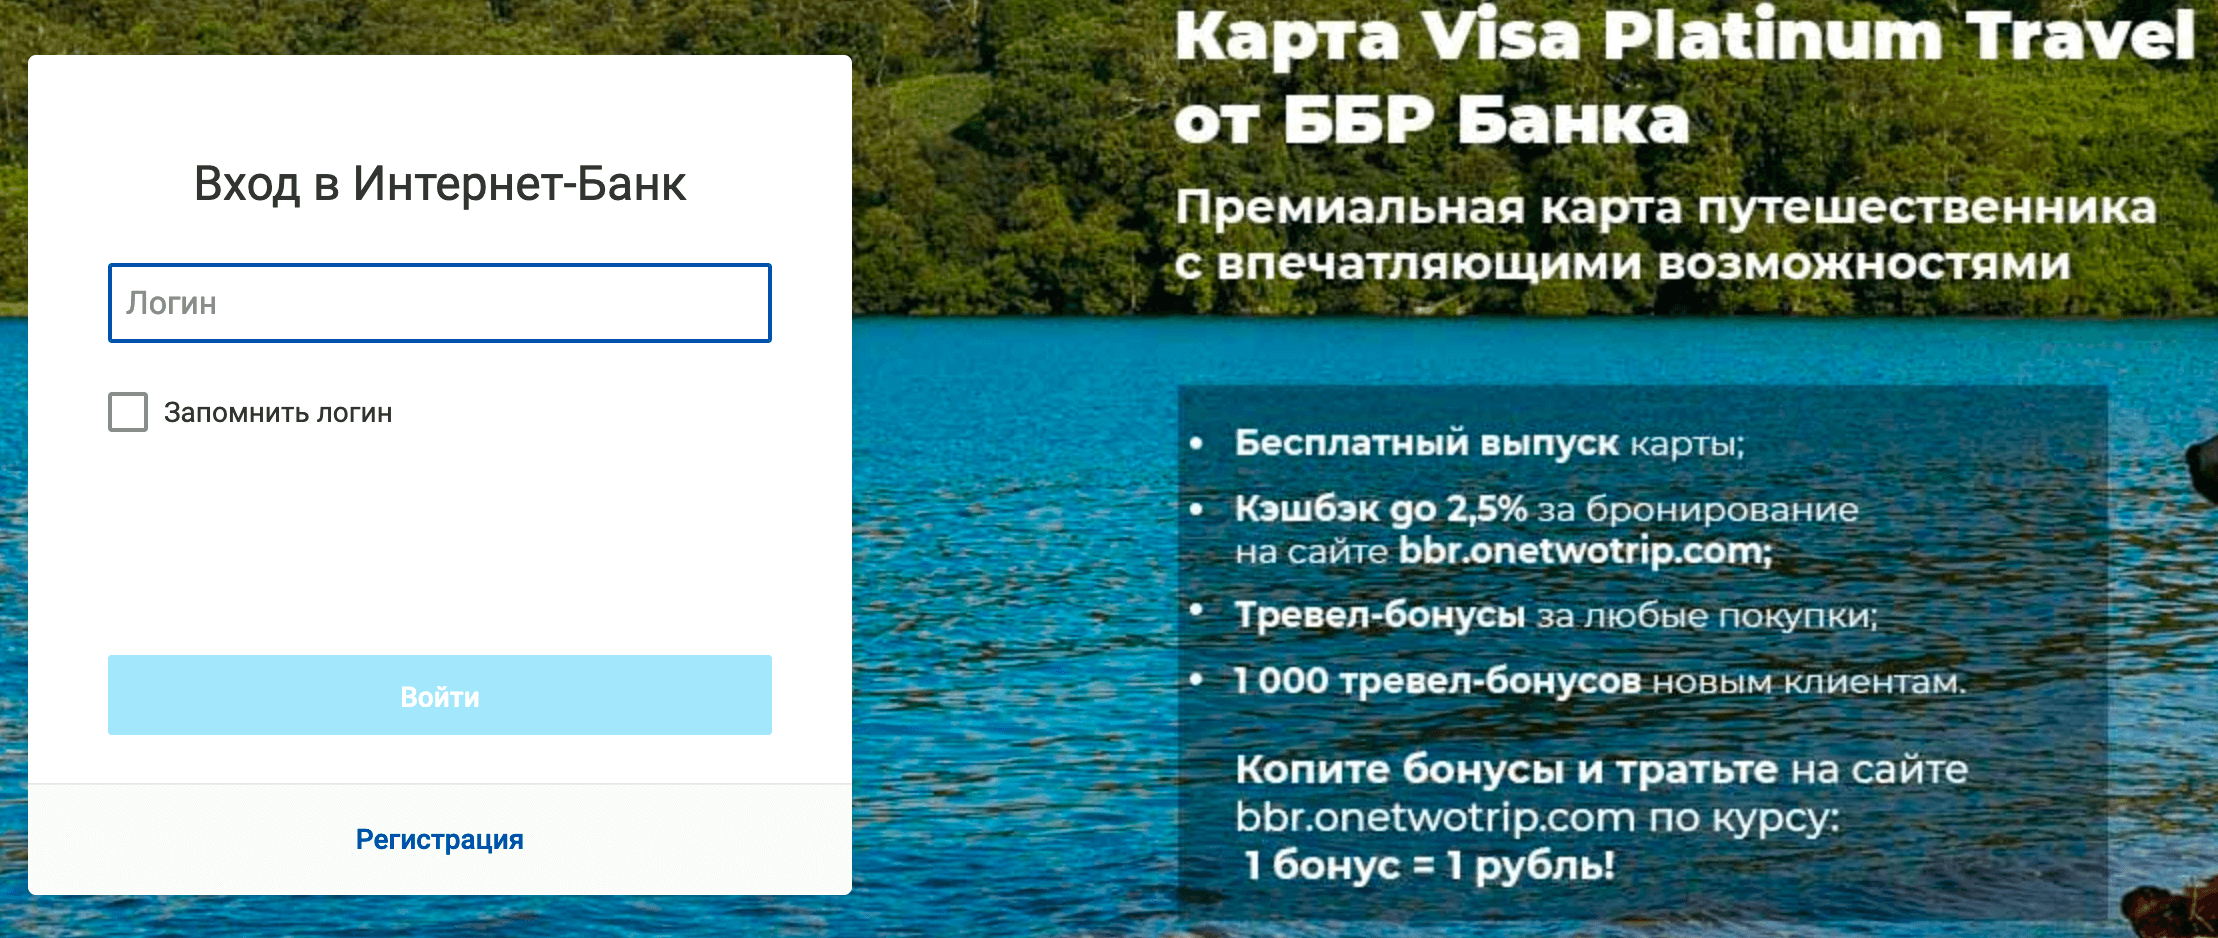 Вход в Интернет-Банк
Логин
Запомнить логин
Войти
Регистрация
Карта Visa Platinum Travel
от ББР Банка
Премиальная карта путешественника
с впечатляющими возможностями
• Бесплатный выпуск карты;
• Кэшбэк до 2,5% за бронирование
на сайте bbr.onetwotrip.com;
• Тревел-бонусы за любые покупки;
• 1 000 тревел-бонусов новым клиентам.
Копите бонусы и тратьте на сайте
bbr.onetwotrip.com по курсу:
1 бонус = 1 рубль!